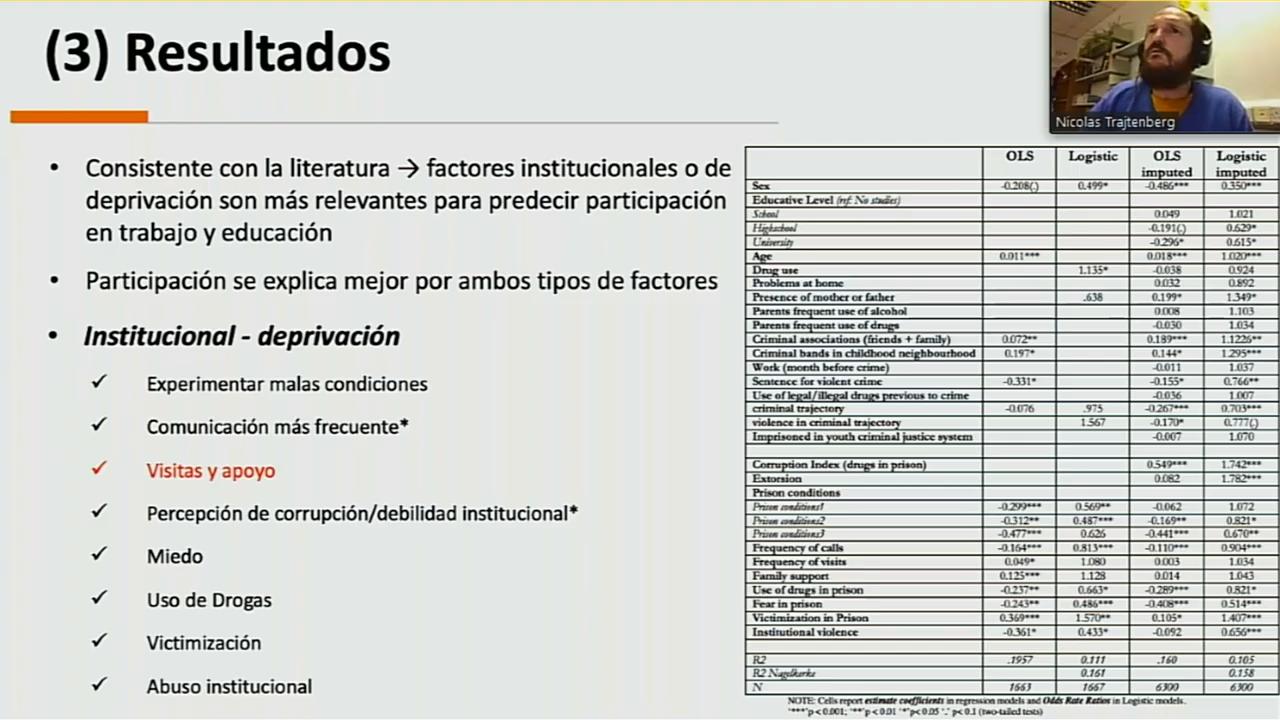 (3) Resultados
Nicolas Trajtenberg
• Consistente con la literatura → factores institucionales o de
deprivación son más relevantes para predecir participación
en trabajo y educación
• Participación se explica mejor por ambos tipos de factores
• Institucional - deprivación
✓ Experimentar malas condiciones
✓ Comunicación más frecuente*
✓ Visitas y apoyo
✓ Percepción de corrupción/debilidad institucional*
✓ Miedo
✓ Uso de Drogas
✓ Victimización
✓ Abuso institucional
OLS Logistic OLS imputed Logistic imputed
Sex -0.208(.) 0.499* -0.486*** 0.350***
Educative Level (ref: No studies)
School 0.049 1.021
Highschool -0.191(.) 0.629*
University -0.296* 0.615*
Age 0.011*** 0.018*** 1.020***
Drug use 1.135* -0.038 0.924
Problems at home 0.032 0.892
Presence of mother or father .638 0.199* 1.349*
Parents frequent use of alcohol 0.008 1.103
Parents frequent use of drugs -0.030 1.034
Criminal associations (friends + family) 0.072** 0.189*** 1.1226**
Criminal bands in childhood neighbourhood 0.197* 0.144* 1.295***
Work (month before crime) -0.011 1.037
Sentence for violent crime -0.331* -0.155* 0.766**
Use of legal/illegal drugs previous to crime -0.036 1.007
criminal trajectory -0.076 .975 -0.267*** 0.703***
violence in criminal trajectory 1.567 -0.170* 0.777(.)
Imprisoned in youth criminal justice system -0.007 1.070
Corruption Index (drugs in prison) 0.549*** 1.742***
Extorsion 0.082 1.782***
Prison conditions
Prison conditions1 -0.299*** 0.569** -0.062 1.072
Prison conditions2 -0.312** 0.487*** -0.169** 0.821*
Prison conditions3 -0.477*** 0.626 -0.441*** 0.670**
Frequency of calls -0.164*** 0.813*** -0.110*** 0.904***
Frequency of visits 0.049* 1.080 0.003 1.034
Family support 0.125*** 1.128 0.014 1.043
Use of drugs in prison -0.237** 0.663* -0.289*** 0.821*
Fear in prison -0.243** 0.486*** -0.408*** 0.514***
Victimization in Prison 0.369*** 1.570** 0.105* 1.407***
Institutional violence -0.361* 0.433* -0.092 0.656***
R2 .1957 0.111 .160 0.105
R2 Nagelkerke 0.161 0.158
N 1663 1667 6300 6300
NOTE: Cells report estimate coefficients in regression models and Odds Rate Ratios in Logistic models.
'***'p < 0.001; '**'p < 0.01 '*'p< 0.05 '.' p< 0.1 (two-tailed tests)